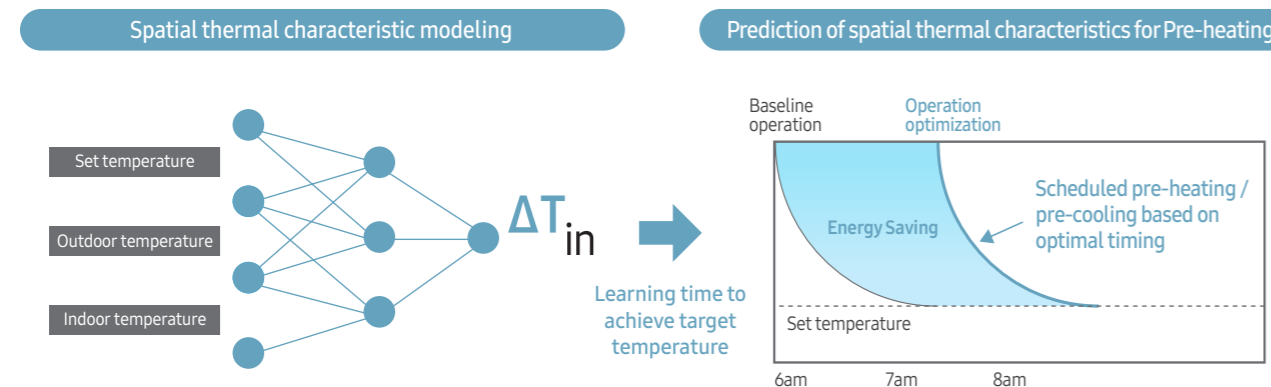 Spatial thermal characteristic modeling
Set temperature
Outdoor temperature
Indoor temperature
ΔTin
Learning time to
achieve target
temperature
Prediction of spatial thermal characteristics for Pre-heating
Baseline
operation
Operation
optimization
Energy Saving
Scheduled pre-heating /
pre-cooling based on
optimal timing
Set temperature
6am
7am
8am